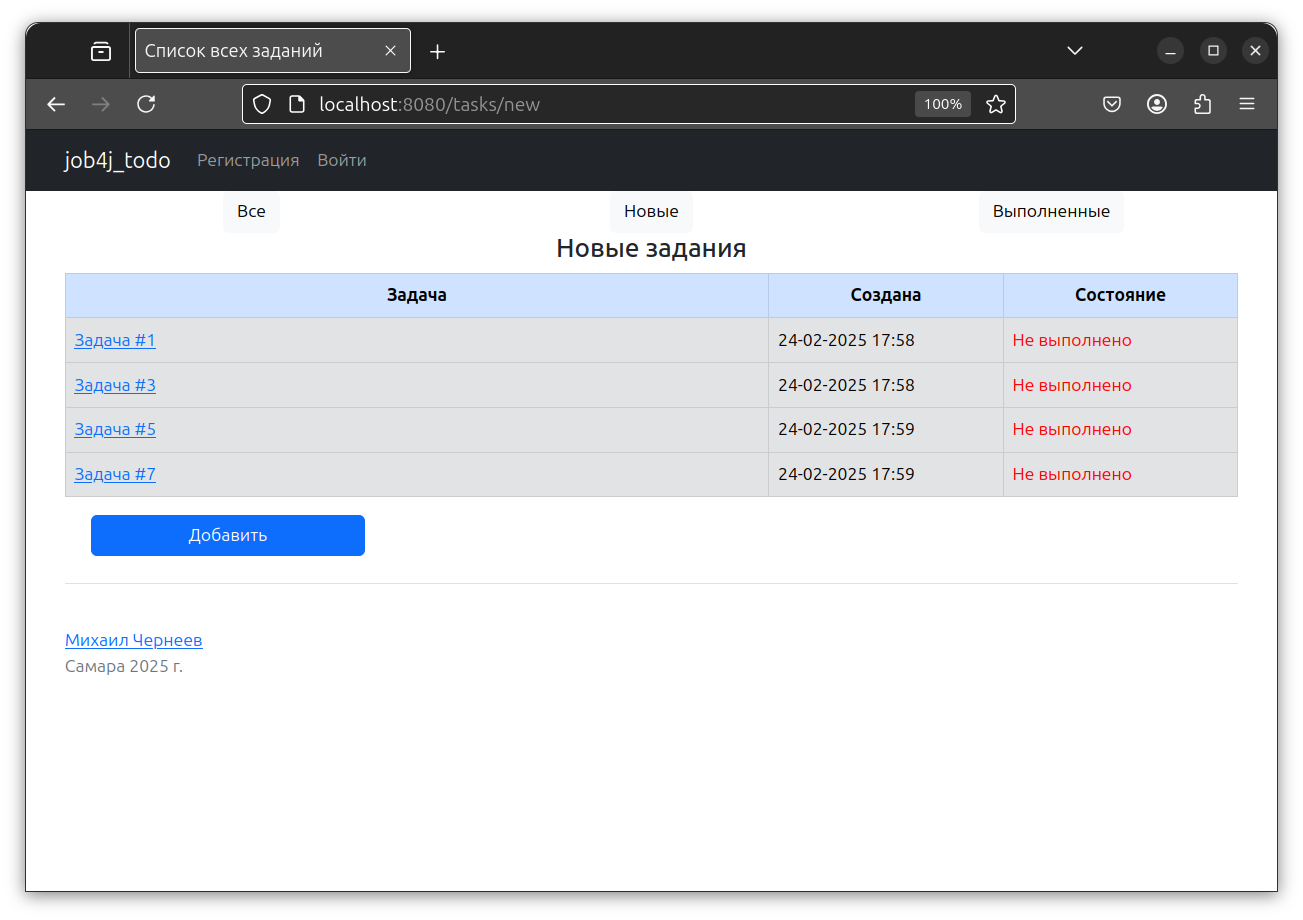 Список всех заданий
localhost:8080/tasks/new 100%
job4j_todo Регистрация Войти
Все Новые Выполненные
Новые задания
Задача Создана Состояние
Задача #1 24-02-2025 17:58 Не выполнено
Задача #3 24-02-2025 17:58 Не выполнено
Задача #5 24-02-2025 17:59 Не выполнено
Задача #7 24-02-2025 17:59 Не выполнено
Добавить
Михаил Чернеев
Самара 2025 г.